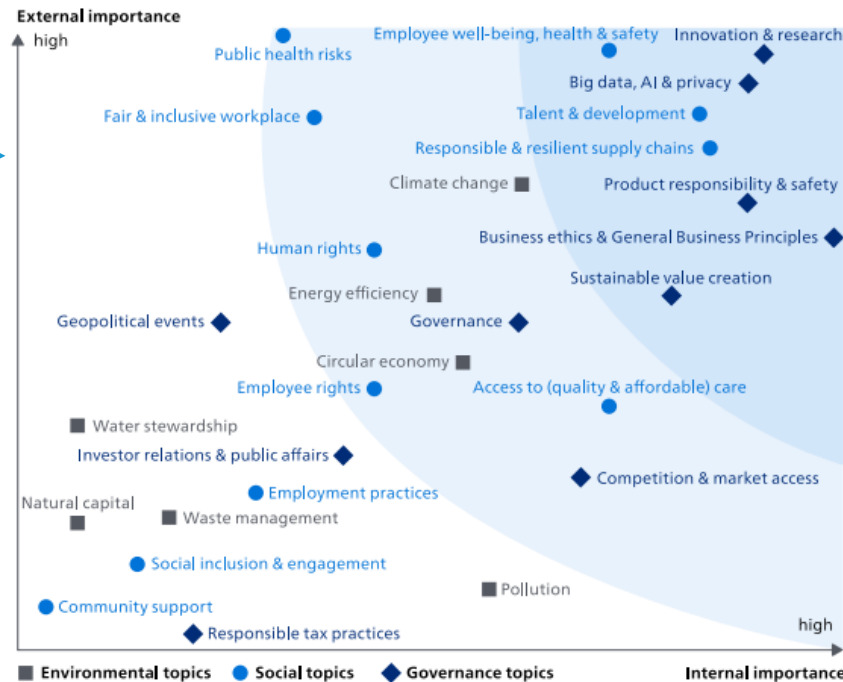 External importance
high
Employee well-being, health & safety
Innovation & research
Public health risks
Big data, AI & privacy
Fair & inclusive workplace
Talent & development
Responsible & resilient supply chains
Climate change
Product responsibility & safety
Business ethics & General Business Principles
Human rights
Sustainable value creation
Energy efficiency
Geopolitical events
Governance
Circular economy
Employee rights
Access to (quality & affordable) care
Water stewardship
Investor relations & public affairs
Competition & market access
Employment practices
Natural capital
Waste management
Social inclusion & engagement
Pollution
Community support
high
Responsible tax practices
Environmental topics
Social topics
Governance topics
Internal importance